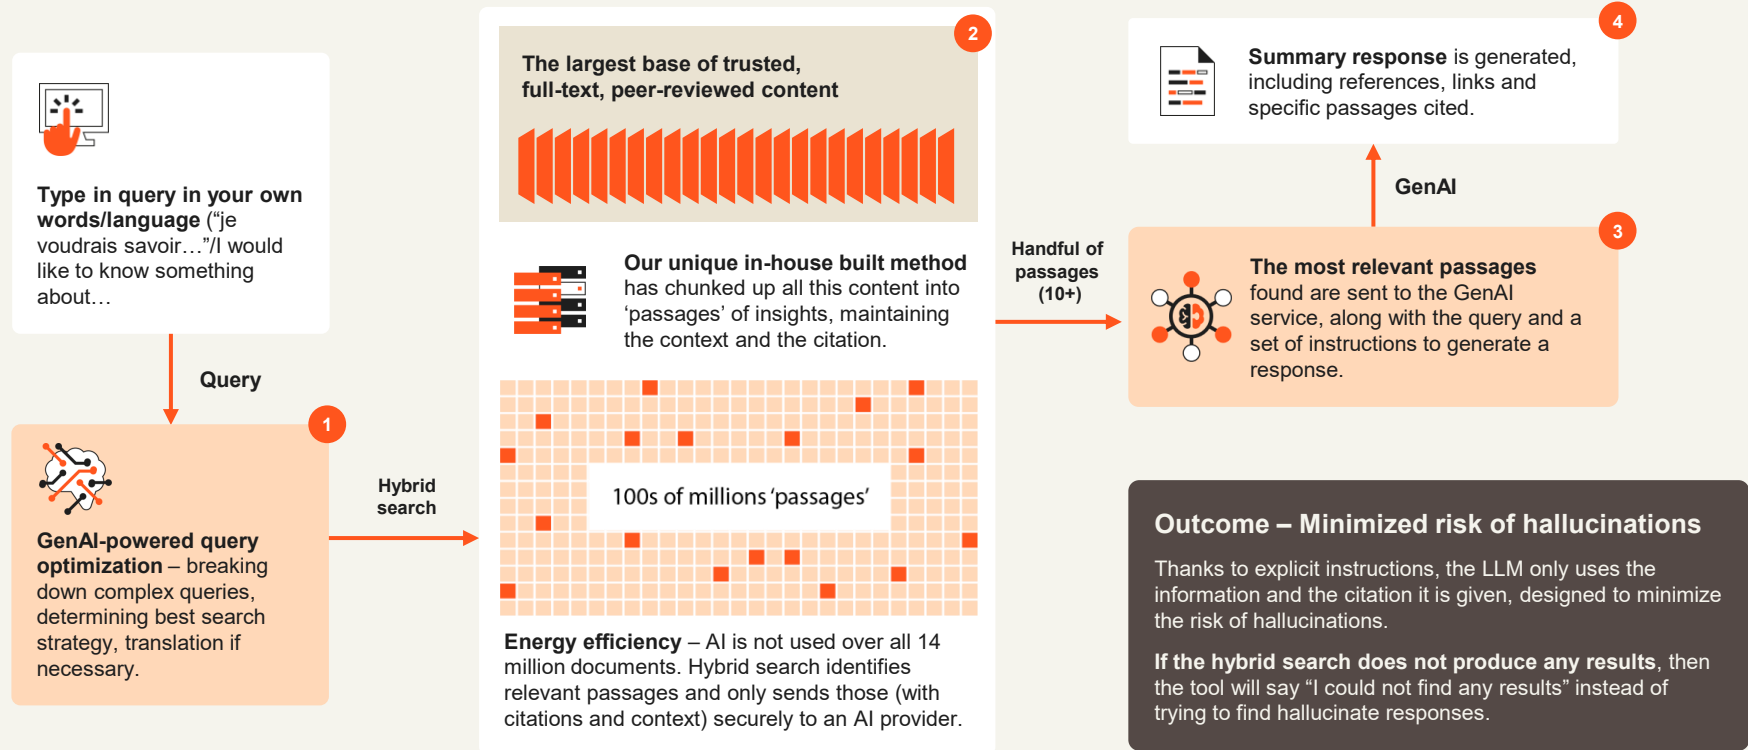 Type in query in your own
words/language (“je
voudrais savoir…”/I would
like to know something
about…
Query
1
GenAI-powered query
optimization – breaking
down complex queries,
determining best search
strategy, translation if
necessary.
Hybrid
search
2
The largest base of trusted,
full-text, peer-reviewed content
Our unique in-house built method
has chunked up all this content into
‘passages’ of insights, maintaining
the context and the citation.
100s of millions ‘passages’
Energy efficiency – AI is not used over all 14
million documents. Hybrid search identifies
relevant passages and only sends those (with
citations and context) securely to an AI provider.
Handful of
passages
(10+)
3
The most relevant passages
found are sent to the GenAI
service, along with the query and a
set of instructions to generate a
response.
GenAI
4
Summary response is generated,
including references, links and
specific passages cited.
Outcome – Minimized risk of hallucinations
Thanks to explicit instructions, the LLM only uses the
information and the citation it is given, designed to minimize
the risk of hallucinations.
If the hybrid search does not produce any results, then
the tool will say “I could not find any results” instead of
trying to find hallucinate responses.